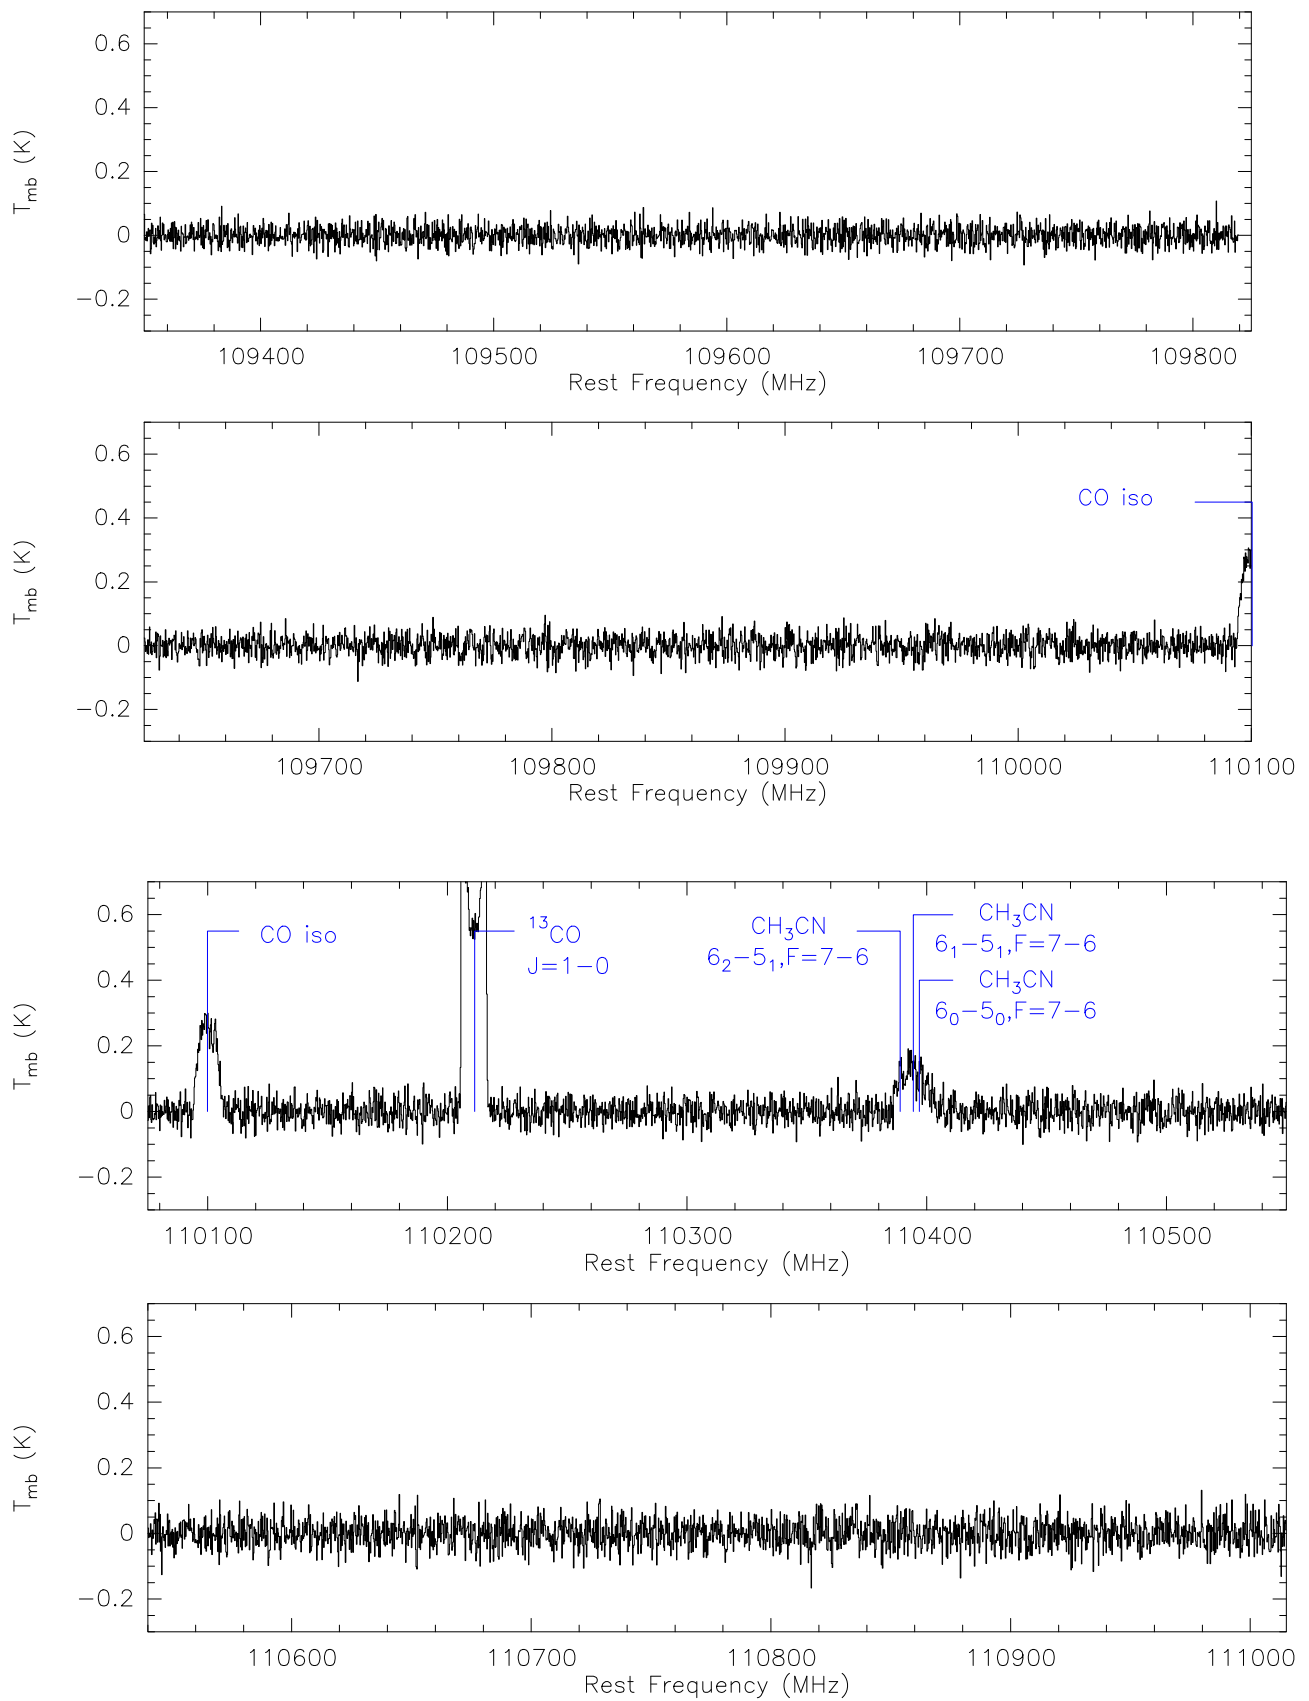 0.6
0.4
0.2
0
−0.2
T_mb (K)
109400 109500 109600 109700 109800
Rest Frequency (MHz)
0.6
0.4
0.2
0
−0.2
T_mb (K)
CO iso
109700 109800 109900 110000 110100
Rest Frequency (MHz)
0.6
0.4
0.2
0
−0.2
T_mb (K)
CO iso
¹³CO
J=1−0
CH₃CN
6₂−5₁,F=7−6
CH₃CN
6₁−5₁,F=7−6
CH₃CN
6₀−5₀,F=7−6
110100 110200 110300 110400 110500
Rest Frequency (MHz)
0.6
0.4
0.2
0
−0.2
T_mb (K)
110600 110700 110800 110900 111000
Rest Frequency (MHz)